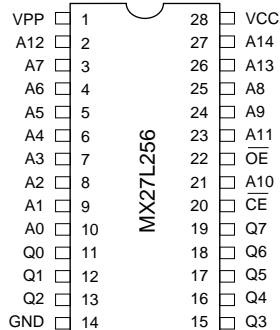 VPP 1 28 VCC
A12 2 27 A14
A7 3 26 A13
A6 4 25 A8
A5 5 24 A9
A4 6 23 A11
A3 7 22 O̅E̅
A2 8 21 A10
A1 9 20 C̅E̅
A0 10 19 Q7
Q0 11 18 Q6
Q1 12 17 Q5
Q2 13 16 Q4
GND 14 15 Q3
MX27L256